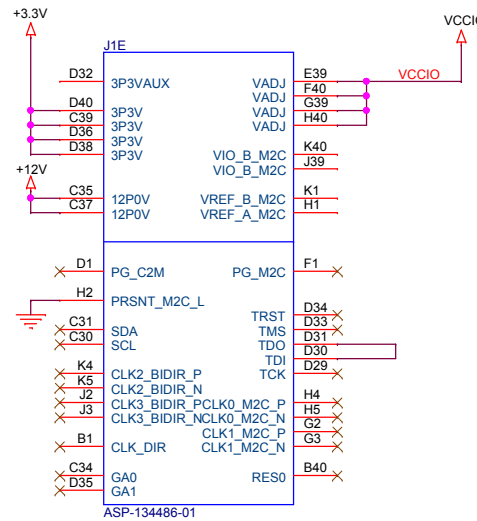 +3.3V
VCCIO
J1E
D32 3P3VAUX VADJ E39 VCCIO
VADJ F40
D40 3P3V VADJ G39
C39 3P3V VADJ H40
D36 3P3V
D38 3P3V VIO_B_M2C K40
VIO_B_M2C J39
+12V
C35 12P0V VREF_B_M2C K1
C37 12P0V VREF_A_M2C H1
D1 PG_C2M PG_M2C F1
H2 PRSNT_M2C_L
TRST D34
C31 SDA TMS D33
C30 SCL TDO D31
TDI D30
K4 CLK2_BIDIR_P TCK D29
K5 CLK2_BIDIR_N
J2 CLK3_BIDIR_P CLK0_M2C_P H4
J3 CLK3_BIDIR_N CLK0_M2C_N H5
CLK1_M2C_P G2
B1 CLK_DIR CLK1_M2C_N G3
C34 GA0 RES0 B40
D35 GA1
ASP-134486-01